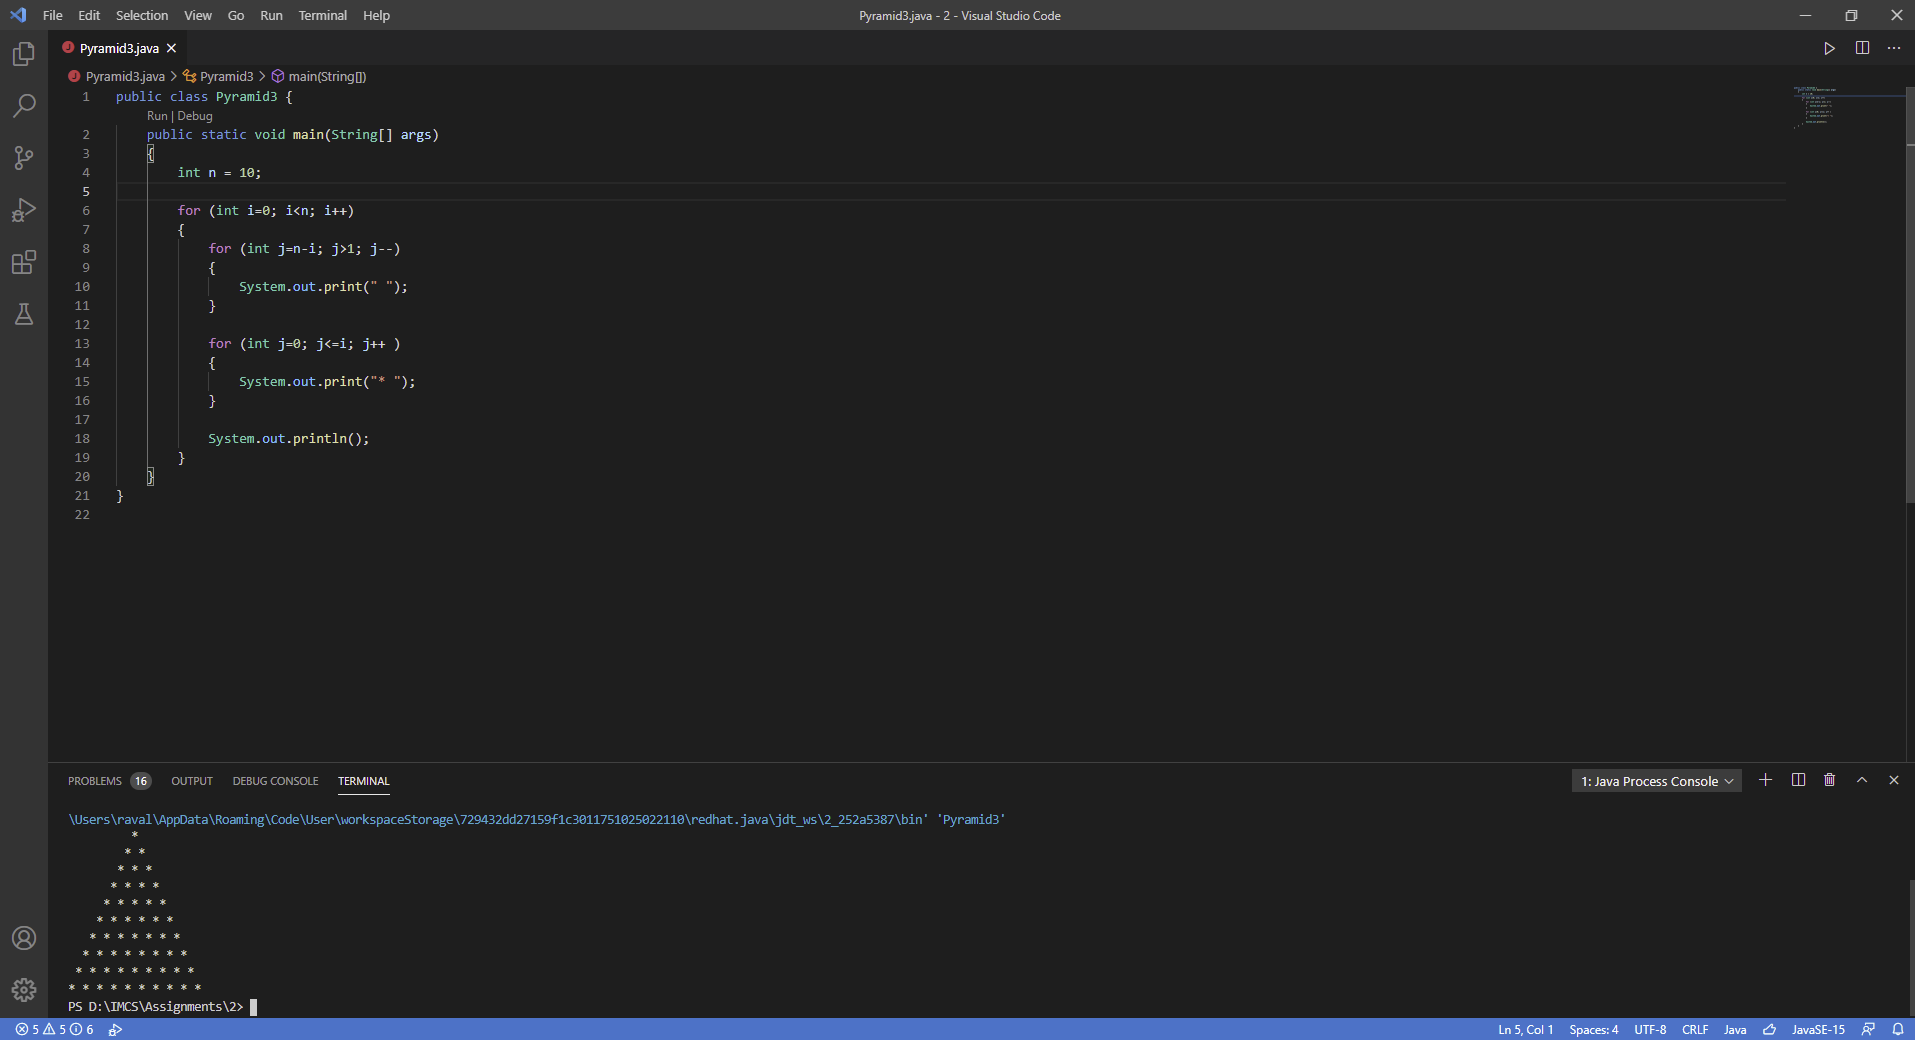 File Edit Selection View Go Run Terminal Help Pyramid3.java - 2 - Visual Studio Code
Pyramid3.java
Pyramid3.java > Pyramid3 > main(String[])
1 public class Pyramid3 {
Run | Debug
2 public static void main(String[] args)
3 {
4 int n = 10;
5
6 for (int i=0; i<n; i++)
7 {
8 for (int j=n-i; j>1; j--)
9 {
10 System.out.print(" ");
11 }
12
13 for (int j=0; j<=i; j++ )
14 {
15 System.out.print("* ");
16 }
17
18 System.out.println();
19 }
20 }
21 }
22
PROBLEMS 16 OUTPUT DEBUG CONSOLE TERMINAL 1: Java Process Console
\Users\raval\AppData\Roaming\Code\User\workspaceStorage\729432dd27159f1c3011751025022110\redhat.java\jdt_ws\2_252a5387\bin' 'Pyramid3'
*
* *
* * *
* * * *
* * * * *
* * * * * *
* * * * * * *
* * * * * * * *
* * * * * * * * *
* * * * * * * * * *
PS D:\IMCS\Assignments\2>
5 5 6 Ln 5, Col 1 Spaces: 4 UTF-8 CRLF Java JavaSE-15